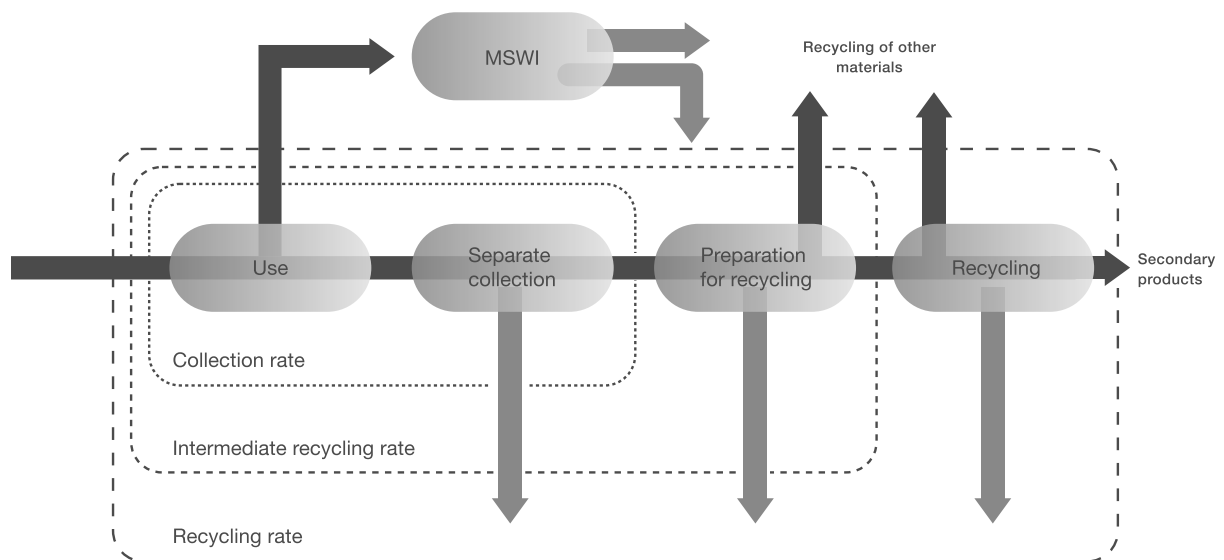 MSWI
Recycling of other
materials
Use
Separate
collection
Preparation
for recycling
Recycling
Secondary
products
Collection rate
Intermediate recycling rate
Recycling rate